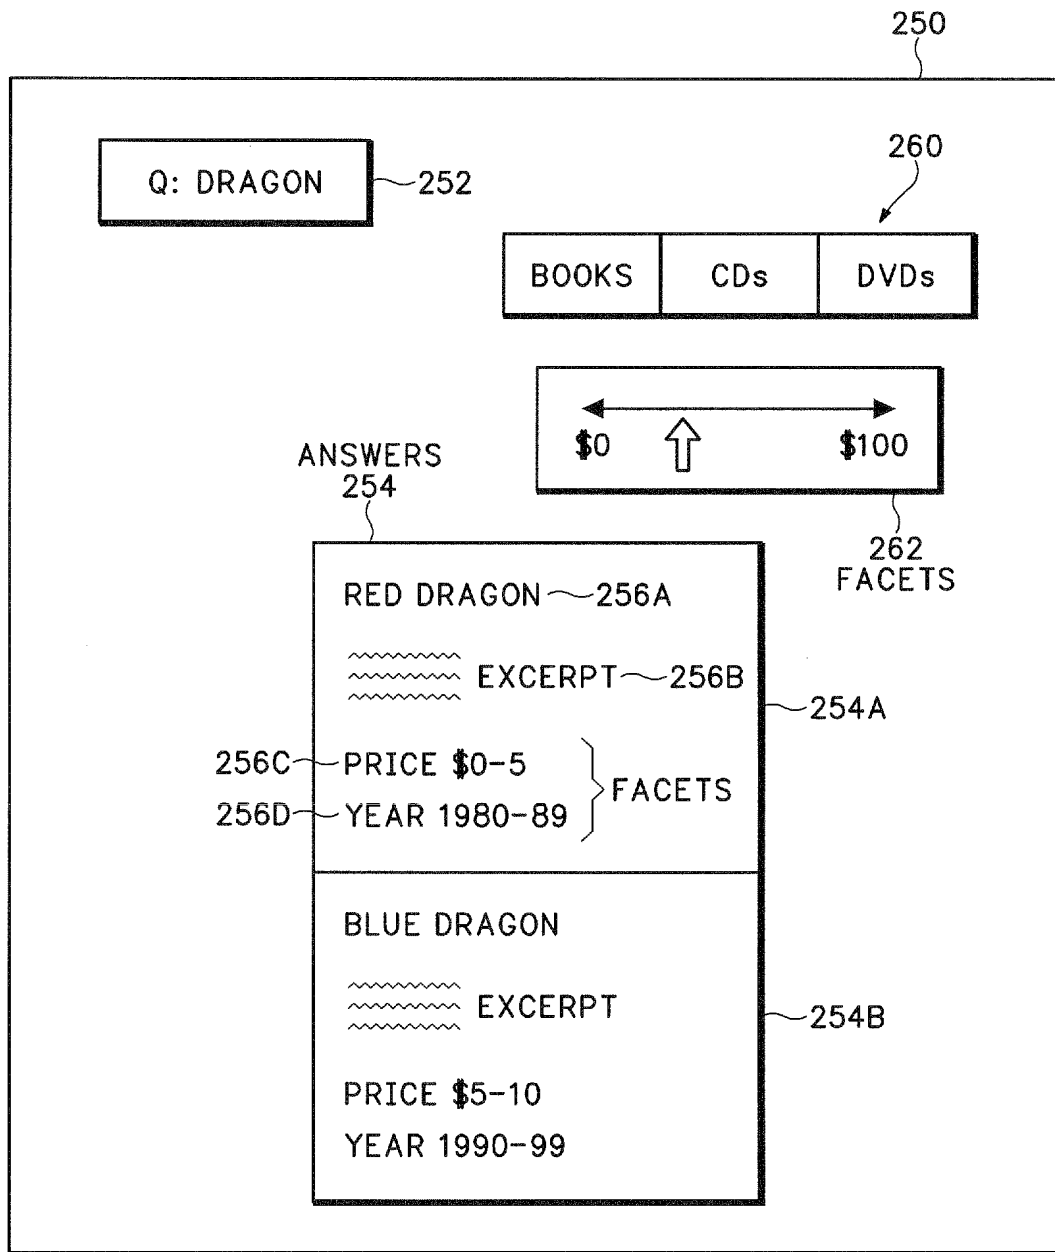 250
Q: DRAGON 252
260
BOOKS CDs DVDs
$0 $100
262
FACETS
ANSWERS
254
RED DRAGON 256A
EXCERPT 256B
254A
256C PRICE $0-5
256D YEAR 1980-89
FACETS
BLUE DRAGON
EXCERPT
254B
PRICE $5-10
YEAR 1990-99